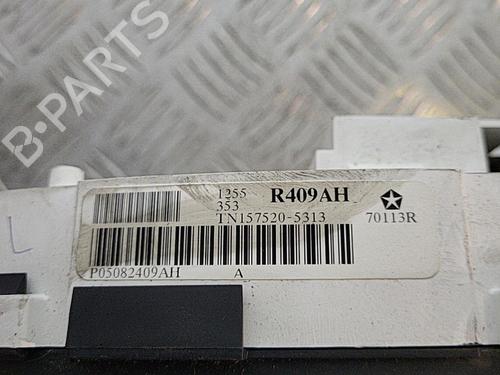 B-PARTS
1255 R409AH
353
TN157520-5313 70113R
P05082409AH A
L